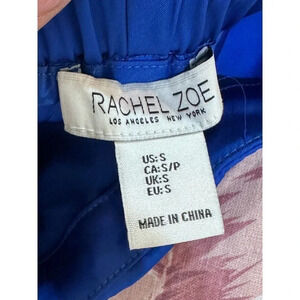 RACHEL ZOE
LOS ANGELES NEW YORK
US:S
CA:S/P
UK:S
EU:S
MADE IN CHINA